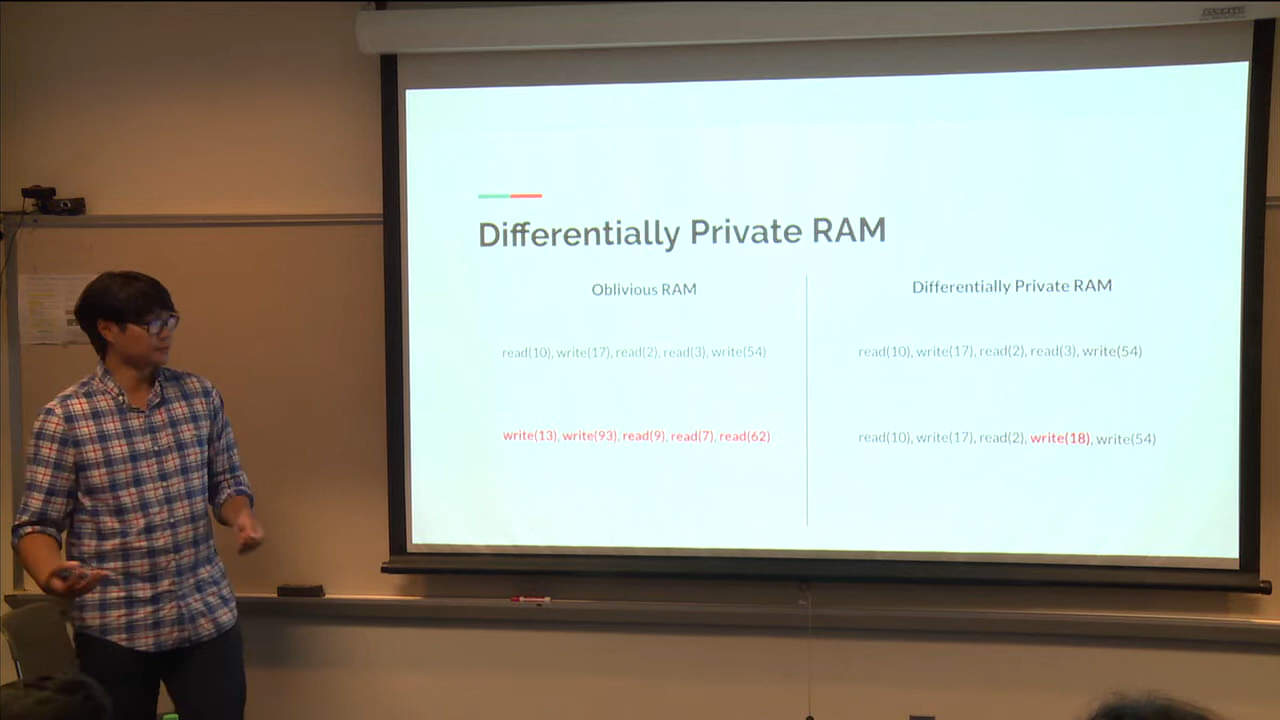 Differentially Private RAM
Oblivious RAM
read(10), write(17), read(2), read(3), write(54)
write(13), write(93), read(9), read(7), read(62)
Differentially Private RAM
read(10), write(17), read(2), read(3), write(54)
read(10), write(17), read(2), write(18), write(54)